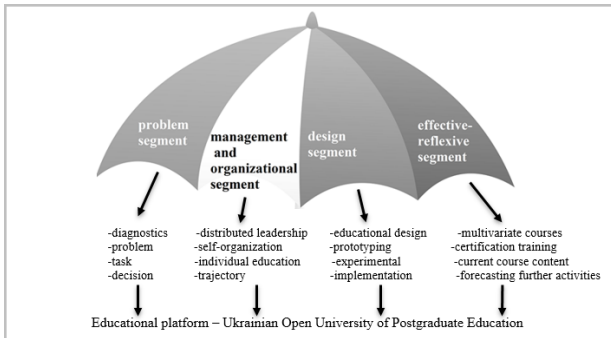 problem
segment
management
and
organizational
segment
design
segment
effective-
reflexive
segment
-diagnostics
-problem
-task
-decision
-distributed leadership
-self-organization
-individual education
-trajectory
-educational design
-prototyping
-experimental
-implementation
-multivariate courses
-certification training
-current course content
-forecasting further activities
Educational platform – Ukrainian Open University of Postgraduate Education